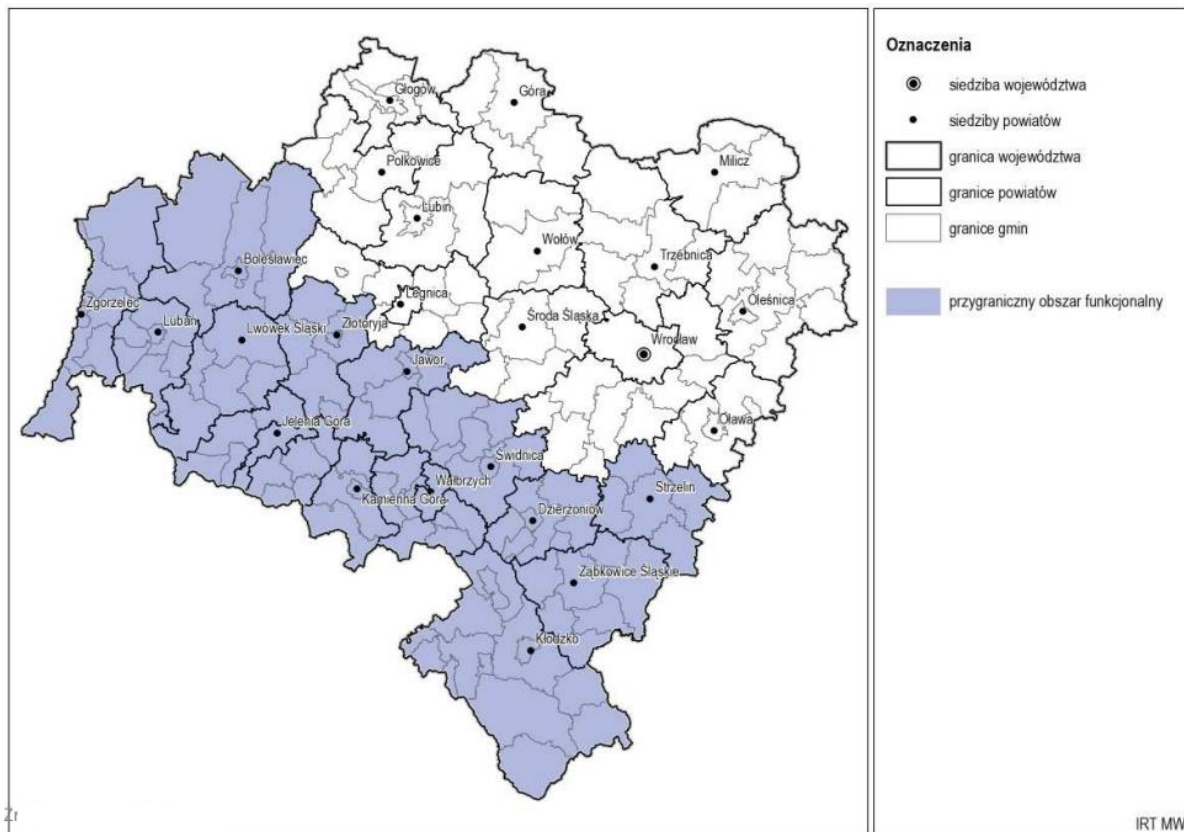 Głogów
Góra
Polkowice
Milicz
Lubin
Wołów
Trzebnica
Bolesławiec
Legnica
Oleśnica
Zgorzelec
Lubań
Lwówek Śląski
Złotoryja
Środa Śląska
Wrocław
Jawor
Jelenia Góra
Oława
Świdnica
Wałbrzych
Kamienna Góra
Strzelin
Dzierżoniów
Ząbkowice Śląskie
Kłodzko
Oznaczenia
siedziba województwa
siedziby powiatów
granica województwa
granice powiatów
granice gmin
przygraniczny obszar funkcjonalny
IRT MW